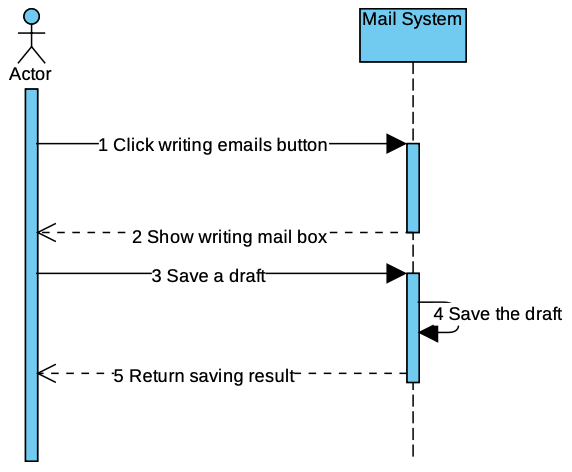 Mail System
Actor
1 Click writing emails button
2 Show writing mail box
3 Save a draft
4 Save the draft
5 Return saving result